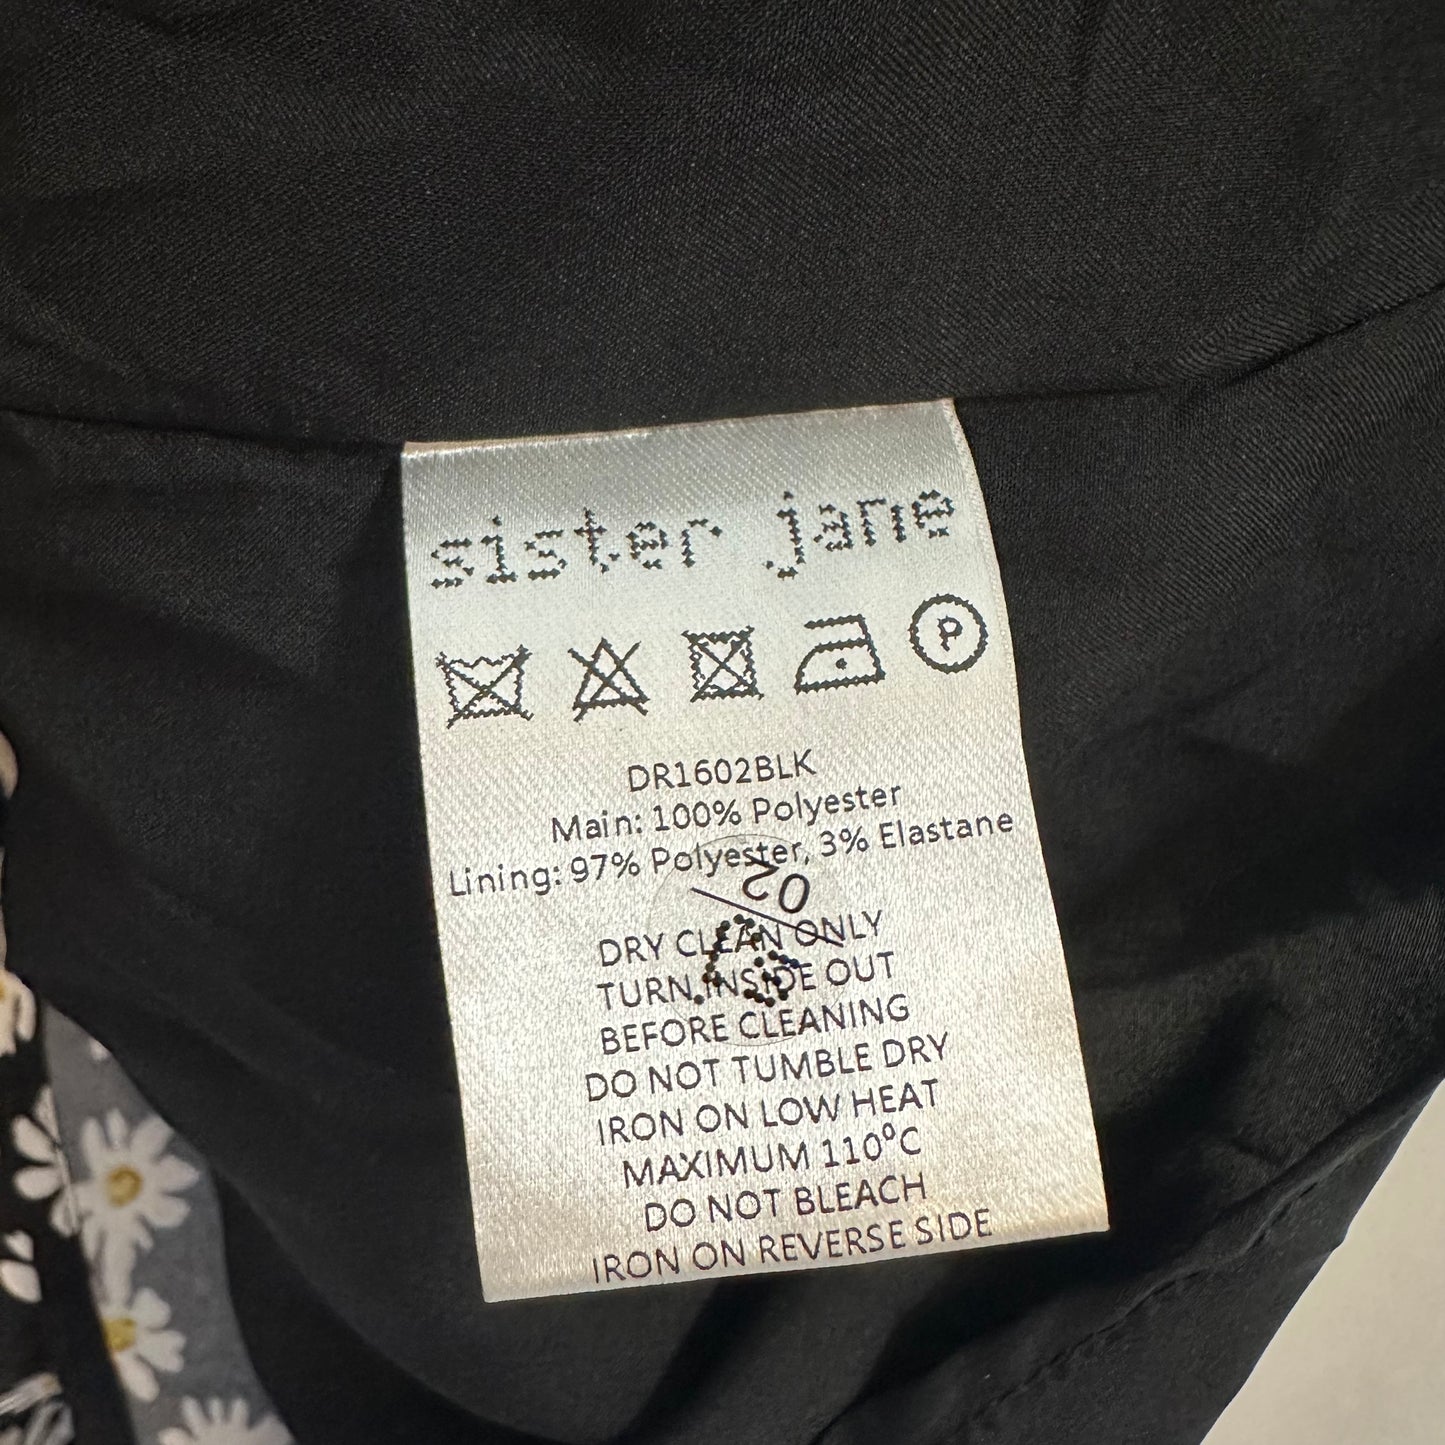 sister jane
P
DR1602BLK
Main: 100% Polyester
Lining: 97% Polyester, 3% Elastane
02
DRY CLEAN ONLY
TURN INSIDE OUT
BEFORE CLEANING
DO NOT TUMBLE DRY
IRON ON LOW HEAT
MAXIMUM 110°C
DO NOT BLEACH
IRON ON REVERSE SIDE